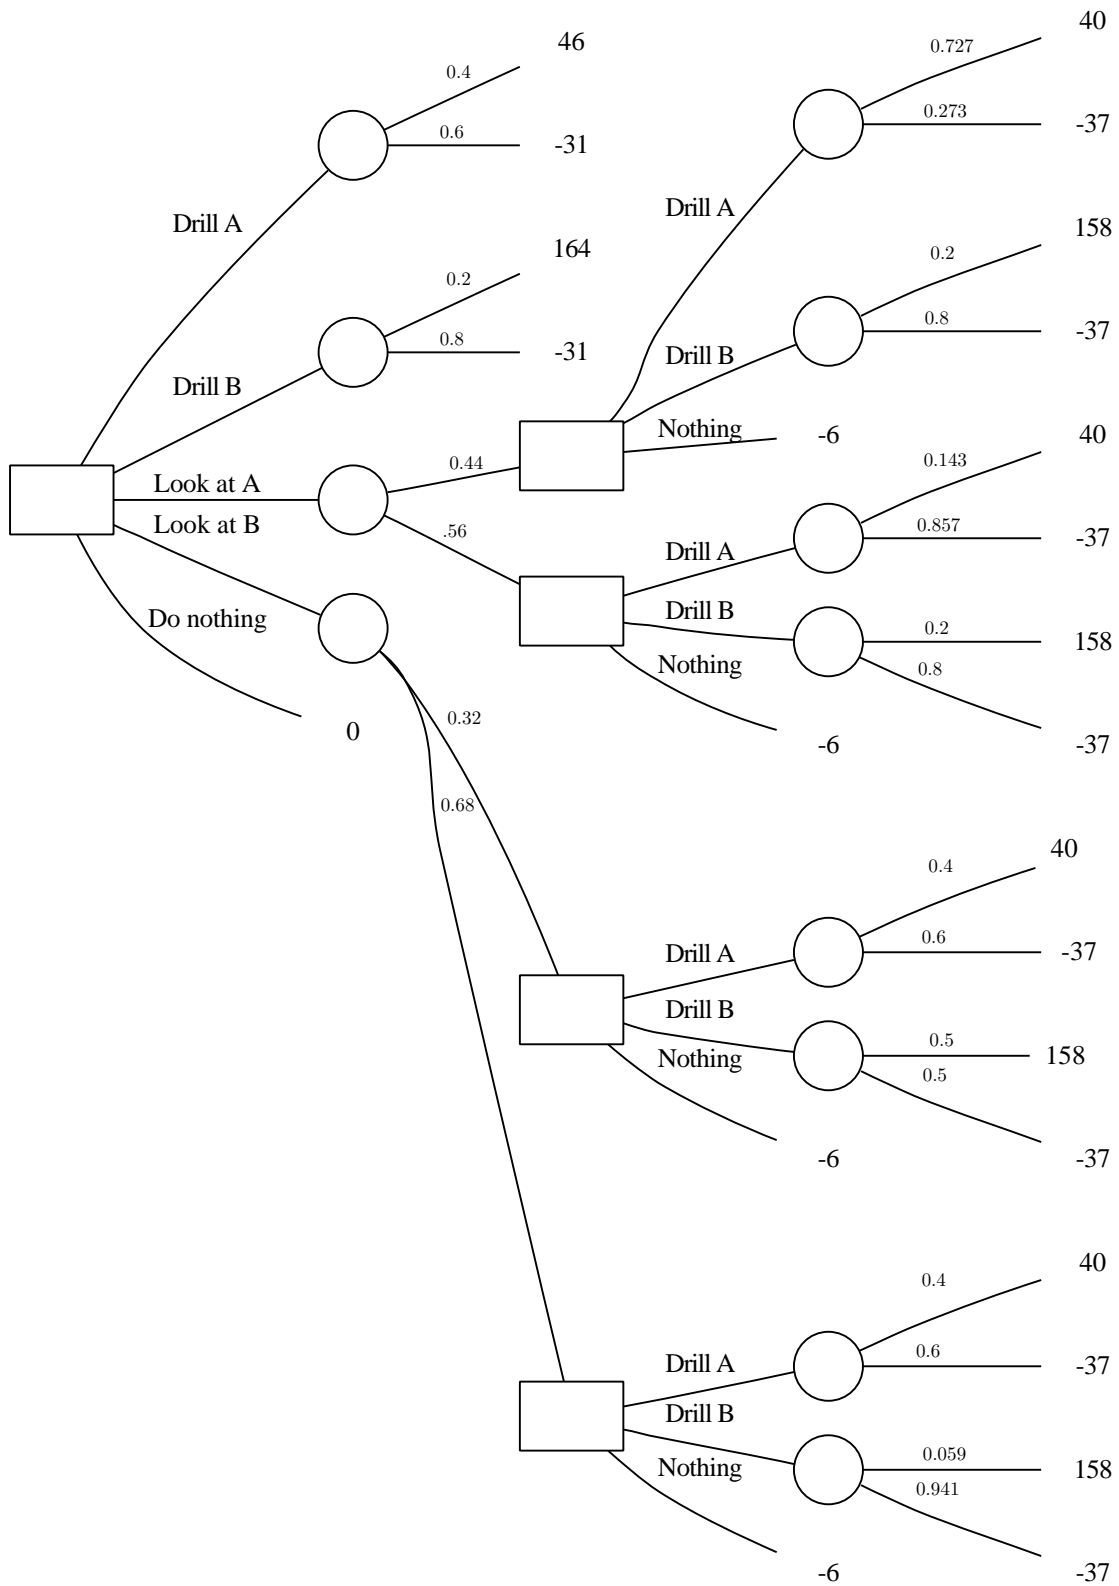 40
46
0.727
0.4
0.273
-37
0.6
-31
Drill A
Drill A
158
164
0.2
0.2
0.8
-37
0.8
-31
Drill B
Drill B
Nothing
-6
40
0.44
0.143
Look at A
Look at B
0.857
-37
.56
Drill A
Do nothing
Drill B
0.2
158
Nothing
0.8
0
0.32
-6
-37
0.68
40
0.4
0.6
Drill A
-37
Drill B
0.5
158
Nothing
0.5
-6
-37
40
0.4
0.6
Drill A
-37
Drill B
0.059
Nothing
158
0.941
-6
-37